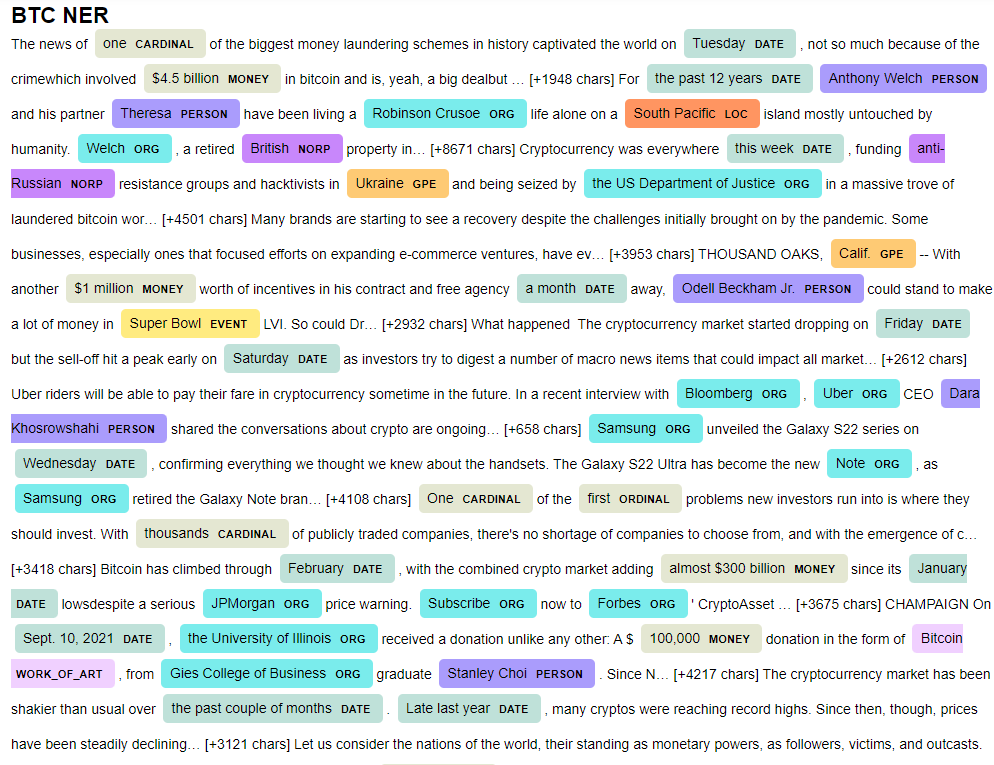 BTC NER
The news of one CARDINAL of the biggest money laundering schemes in history captivated the world on Tuesday DATE , not so much because of the
crimewhich involved $4.5 billion MONEY in bitcoin and is, yeah, a big dealbut … [+1948 chars] For the past 12 years DATE Anthony Welch PERSON
and his partner Theresa PERSON have been living a Robinson Crusoe ORG life alone on a South Pacific LOC island mostly untouched by
humanity. Welch ORG , a retired British NORP property in… [+8671 chars] Cryptocurrency was everywhere this week DATE , funding anti-
Russian NORP resistance groups and hacktivists in Ukraine GPE and being seized by the US Department of Justice ORG in a massive trove of
laundered bitcoin wor… [+4501 chars] Many brands are starting to see a recovery despite the challenges initially brought on by the pandemic. Some
businesses, especially ones that focused efforts on expanding e-commerce ventures, have ev… [+3953 chars] THOUSAND OAKS, Calif. GPE -- With
another $1 million MONEY worth of incentives in his contract and free agency a month DATE away, Odell Beckham Jr. PERSON could stand to make
a lot of money in Super Bowl EVENT LVI. So could Dr… [+2932 chars] What happened The cryptocurrency market started dropping on Friday DATE
but the sell-off hit a peak early on Saturday DATE as investors try to digest a number of macro news items that could impact all market… [+2612 chars]
Uber riders will be able to pay their fare in cryptocurrency sometime in the future. In a recent interview with Bloomberg ORG , Uber ORG CEO Dara
Khosrowshahi PERSON shared the conversations about crypto are ongoing… [+658 chars] Samsung ORG unveiled the Galaxy S22 series on
Wednesday DATE , confirming everything we thought we knew about the handsets. The Galaxy S22 Ultra has become the new Note ORG , as
Samsung ORG retired the Galaxy Note bran… [+4108 chars] One CARDINAL of the first ORDINAL problems new investors run into is where they
should invest. With thousands CARDINAL of publicly traded companies, there's no shortage of companies to choose from, and with the emergence of c…
[+3418 chars] Bitcoin has climbed through February DATE , with the combined crypto market adding almost $300 billion MONEY since its January
DATE lowsdespite a serious JPMorgan ORG price warning. Subscribe ORG now to Forbes ORG ' CryptoAsset … [+3675 chars] CHAMPAIGN On
Sept. 10, 2021 DATE , the University of Illinois ORG received a donation unlike any other: A $ 100,000 MONEY donation in the form of Bitcoin
WORK_OF_ART , from Gies College of Business ORG graduate Stanley Choi PERSON . Since N… [+4217 chars] The cryptocurrency market has been
shakier than usual over the past couple of months DATE . Late last year DATE , many cryptos were reaching record highs. Since then, though, prices
have been steadily declining… [+3121 chars] Let us consider the nations of the world, their standing as monetary powers, as followers, victims, and outcasts.